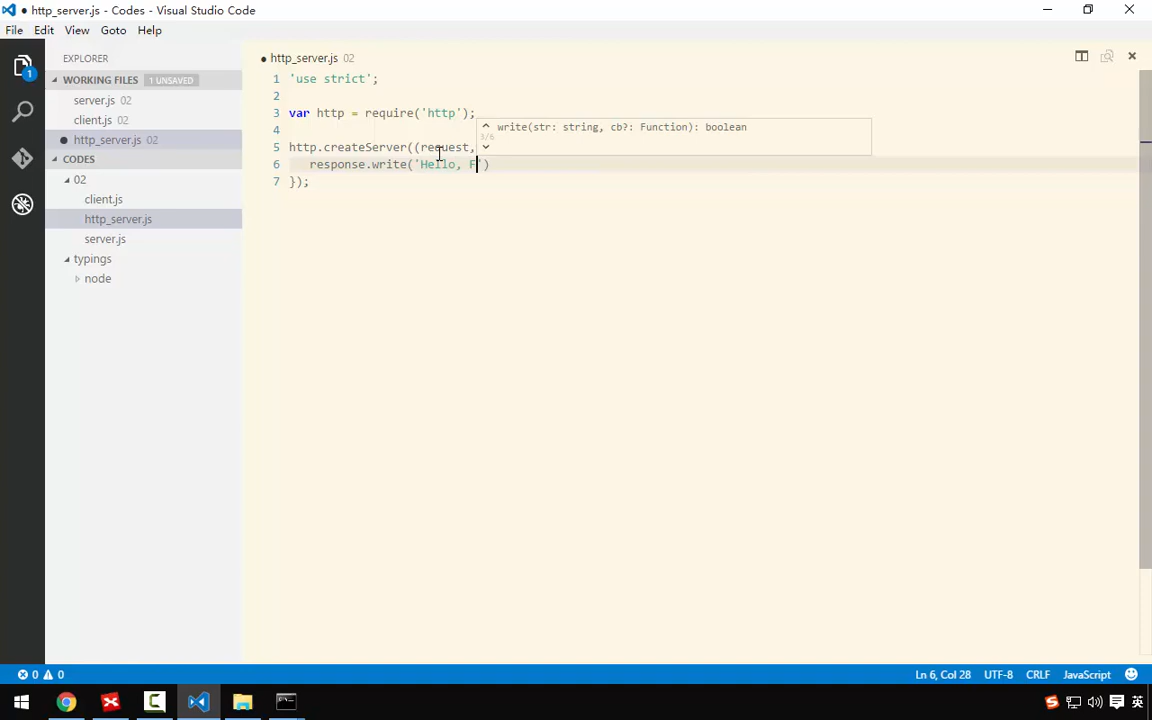 http_server.js - Codes - Visual Studio Code
File Edit View Goto Help
EXPLORER
WORKING FILES 1 UNSAVED
server.js 02
client.js 02
http_server.js 02
CODES
02
client.js
http_server.js
server.js
typings
node
1
http_server.js 02
1 'use strict';
2
3 var http = require('http');
4
5 http.createServer((request,
6 response.write('Hello, F')
7 });
write(str: string, cb?: Function): boolean
3/6
0 0
Ln 6, Col 28 UTF-8 CRLF JavaScript
英